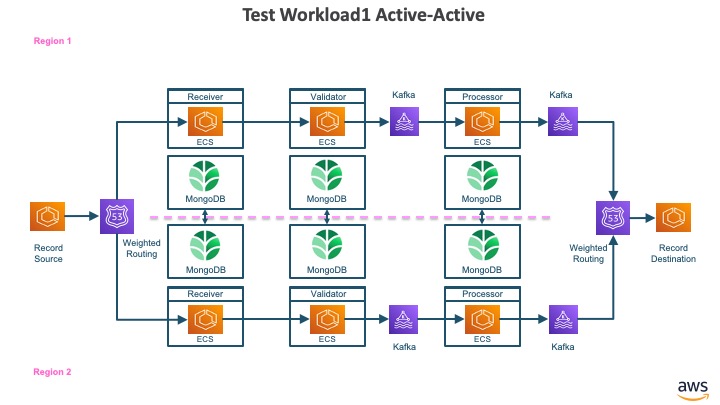 Test Workload1 Active-Active
Region 1
Receiver
Validator
Kafka
Processor
Kafka
ECS
ECS
ECS
MongoDB
MongoDB
MongoDB
53
53
Record
Source
Weighted
Routing
Weighted
Routing
Record
Destination
MongoDB
MongoDB
MongoDB
Receiver
Validator
Processor
ECS
ECS
Kafka
ECS
Kafka
Region 2
aws